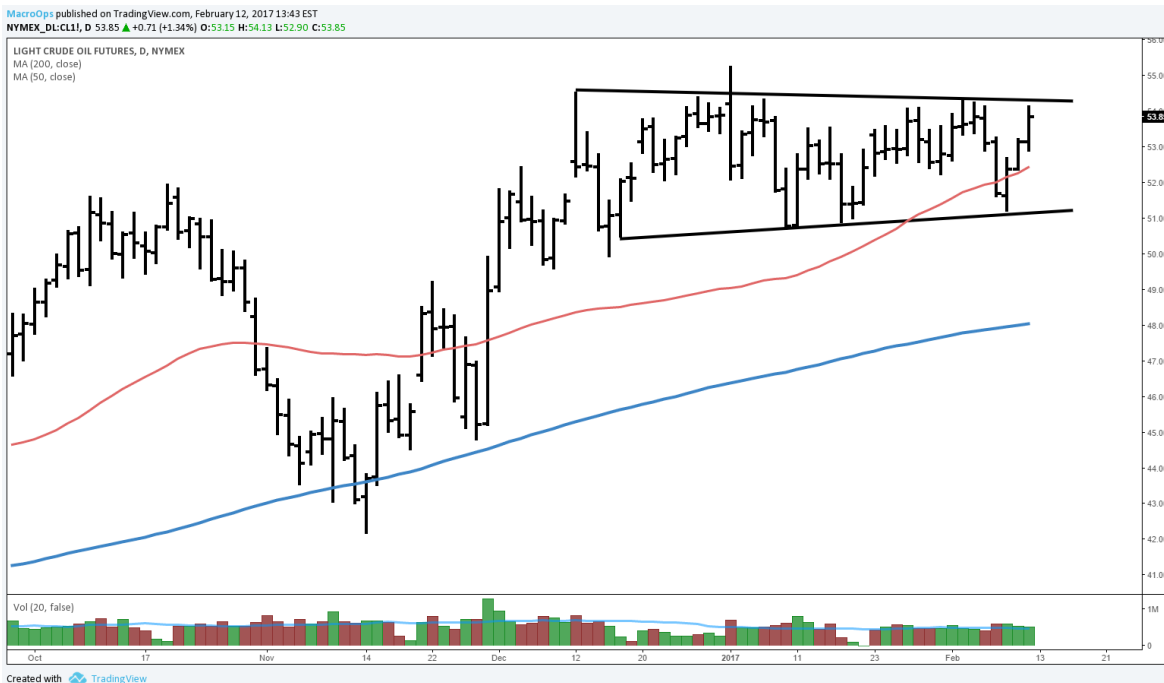 MacroOps published on TradingView.com, February 12, 2017 13:43 EST
NYMEX_DL:CL1!, D 53.85 ▲ +0.71 (+1.34%) O:53.15 H:54.13 L:52.90 C:53.85
LIGHT CRUDE OIL FUTURES, D, NYMEX
MA (200, close)
MA (50, close)
56.0
55.00
54.0
53.85
53.00
52.00
51.00
50.00
49.00
48.00
47.00
46.00
45.00
44.00
43.00
42.00
41.00
Vol (20, false)
1M
0
Oct 17 Nov 14 22 Dec 12 20 2017 11 23 Feb 13 21
Created with TradingView